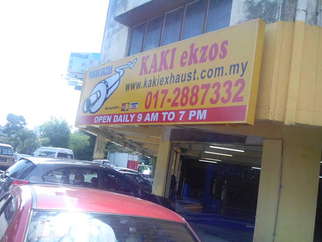 KAKI ekzos
www.kakiexhaust.com.my
017-2887332
OPEN DAILY 9 AM TO 7 PM